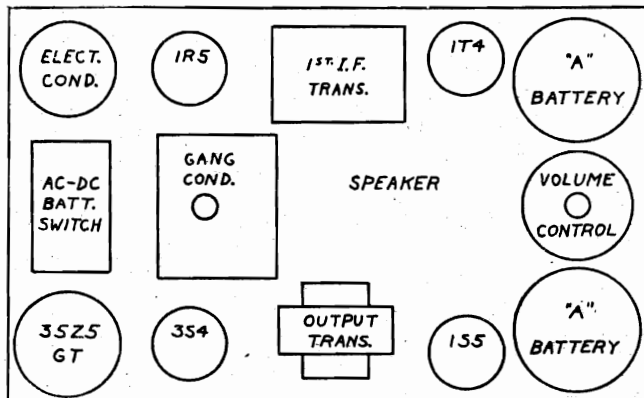 ELECT.
COND.
1R5
1ST. I.F.
TRANS.
1T4
"A"
BATTERY
AC-DC
BATT.
SWITCH
GANG
COND.
SPEAKER
VOLUME
CONTROL
35Z5
GT
3S4
OUTPUT
TRANS.
1S5
"A"
BATTERY